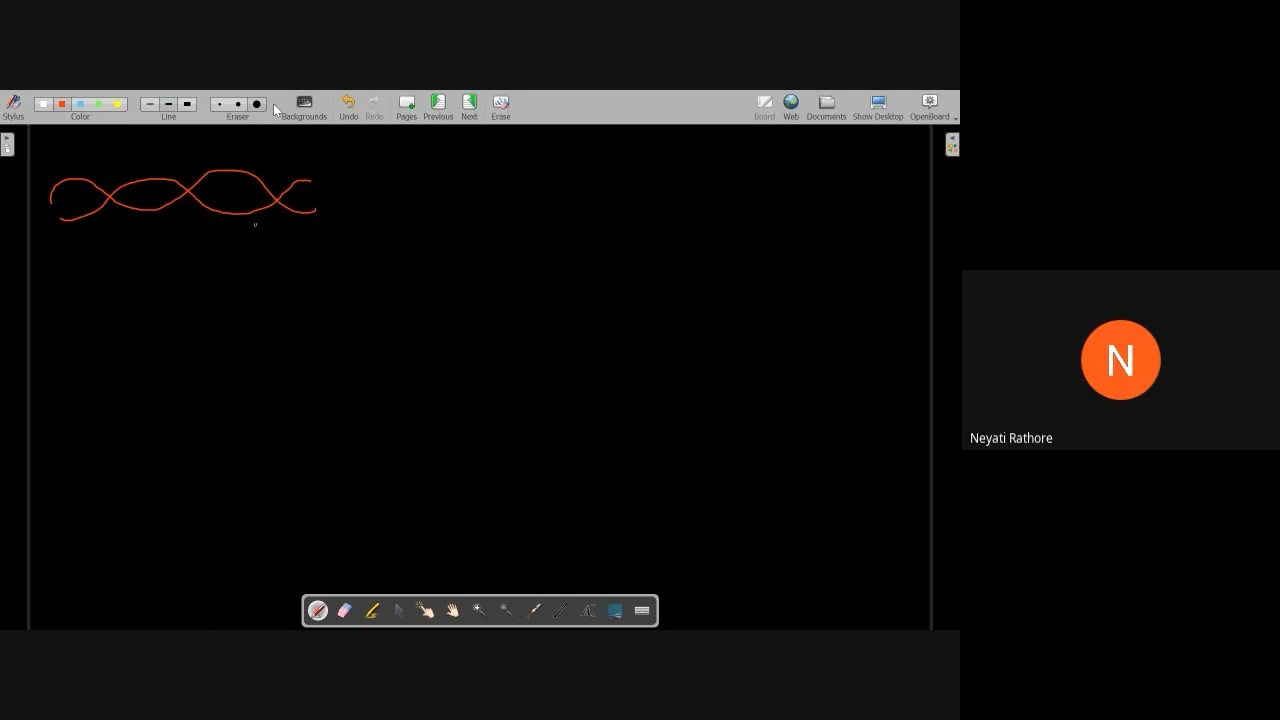 Stylus Color Line Eraser Backgrounds Undo Redo Pages Previous Next Erase Board Web Documents Show Desktop OpenBoard
N
Neyati Rathore